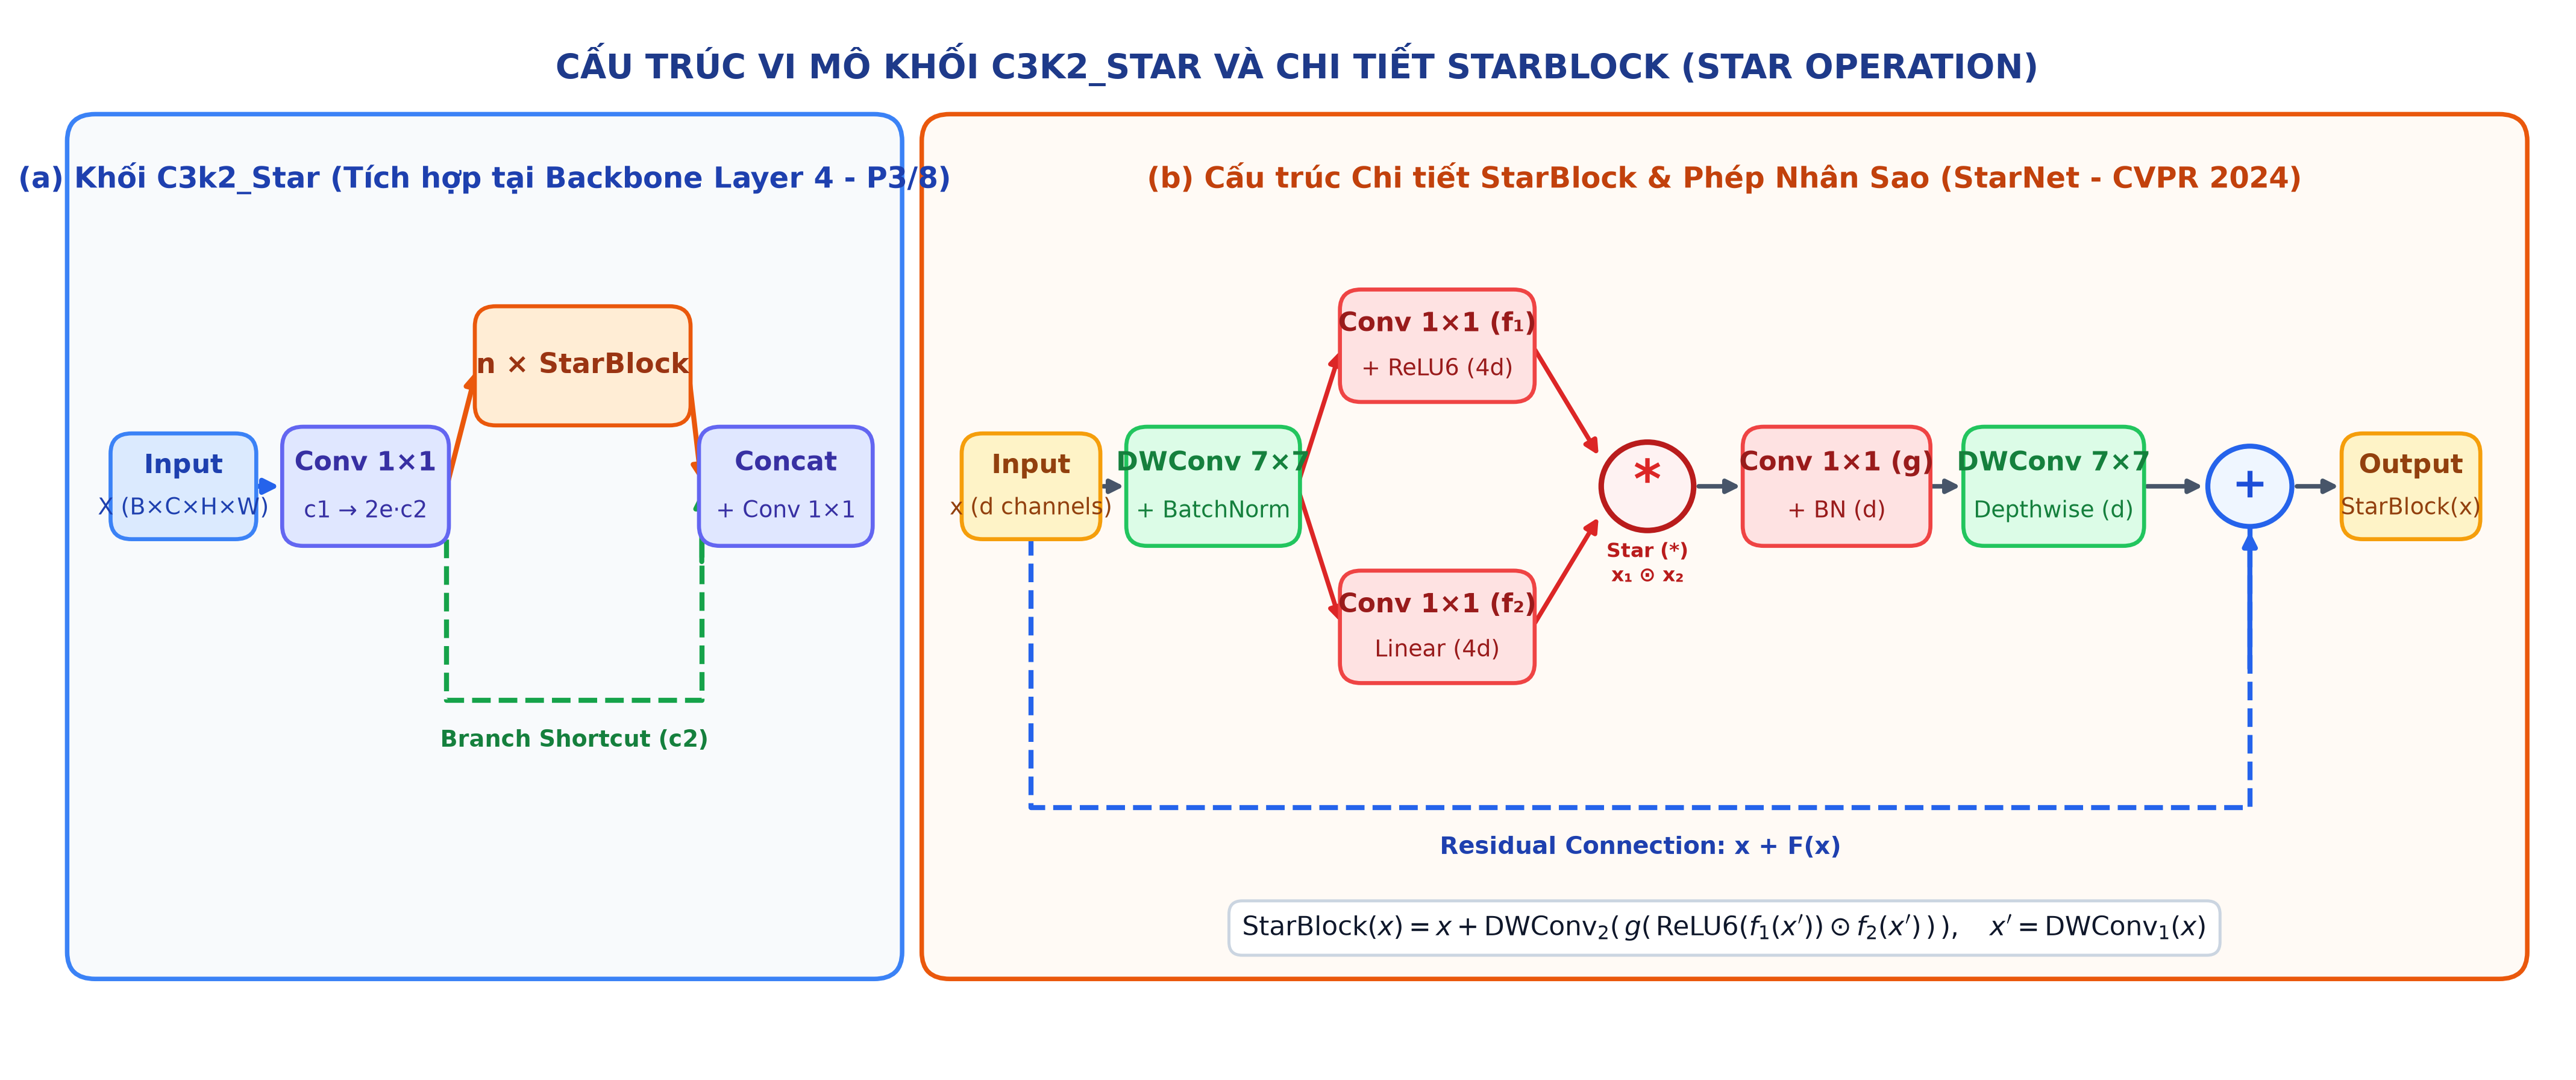 CẤU TRÚC VI MÔ KHỐI C3K2_STAR VÀ CHI TIẾT STARBLOCK (STAR OPERATION)
(a) Khối C3k2_Star (Tích hợp tại Backbone Layer 4 - P3/8)
Input
X (B×C×H×W)
Conv 1×1
c1 → 2e·c2
n × StarBlock
Concat
+ Conv 1×1
Branch Shortcut (c2)
(b) Cấu trúc Chi tiết StarBlock & Phép Nhân Sao (StarNet - CVPR 2024)
Input
x (d channels)
DWConv 7×7
+ BatchNorm
Conv 1×1 (f₁)
+ ReLU6 (4d)
Conv 1×1 (f₂)
Linear (4d)
*
Star (*)
x₁ ⊙ x₂
Conv 1×1 (g)
+ BN (d)
DWConv 7×7
Depthwise (d)
+
Output
StarBlock(x)
Residual Connection: x + F(x)
StarBlock(x) = x + DWConv₂( g( ReLU6(f₁(x′)) ⊙ f₂(x′) ) ), x′ = DWConv₁(x)